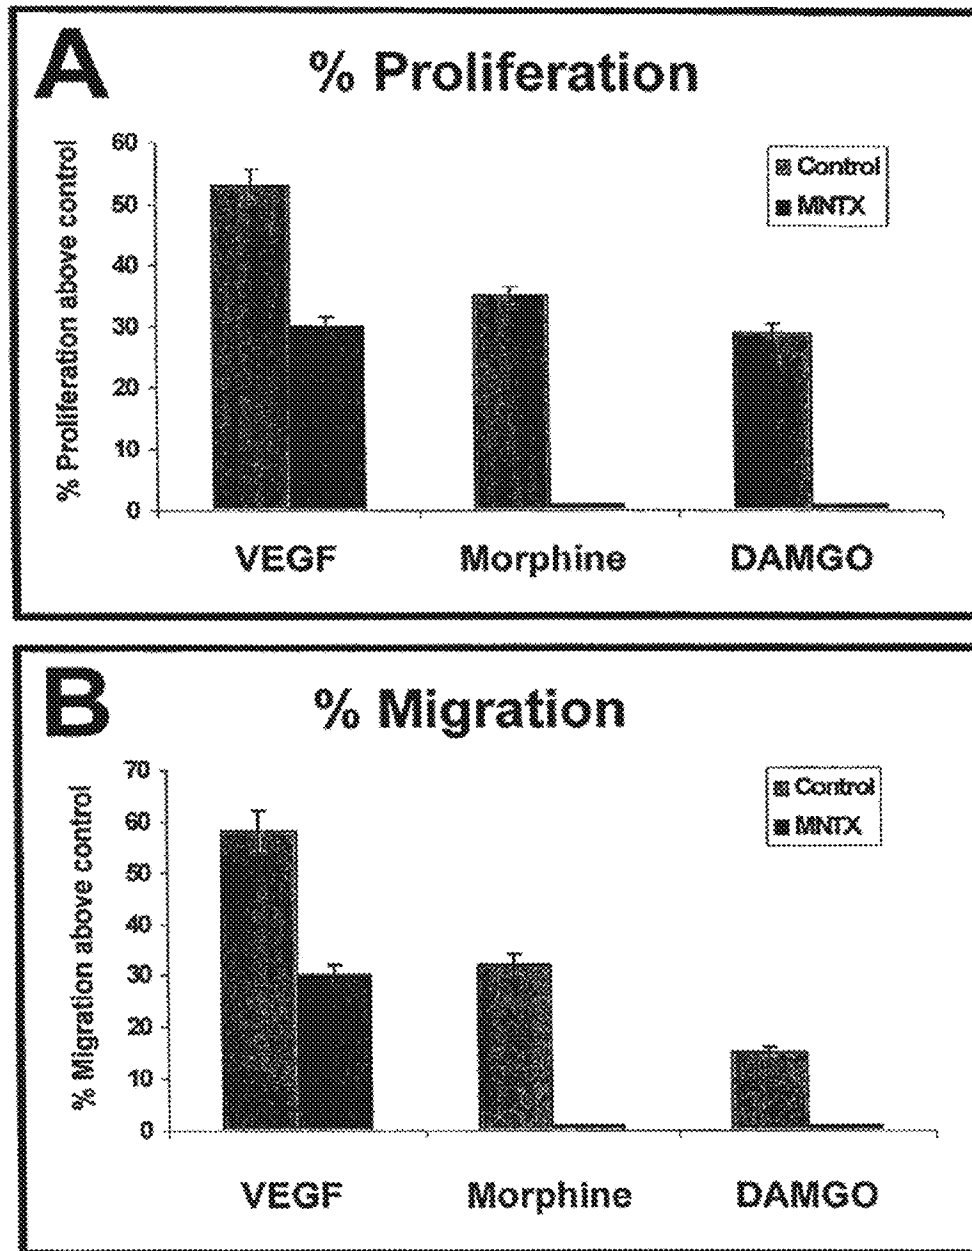 A
% Proliferation
% Proliferation above control
60
50
40
30
20
10
0
Control
MNTX
VEGF
Morphine
DAMGO
B
% Migration
% Migration above control
70
60
50
40
30
20
10
0
Control
MNTX
VEGF
Morphine
DAMGO